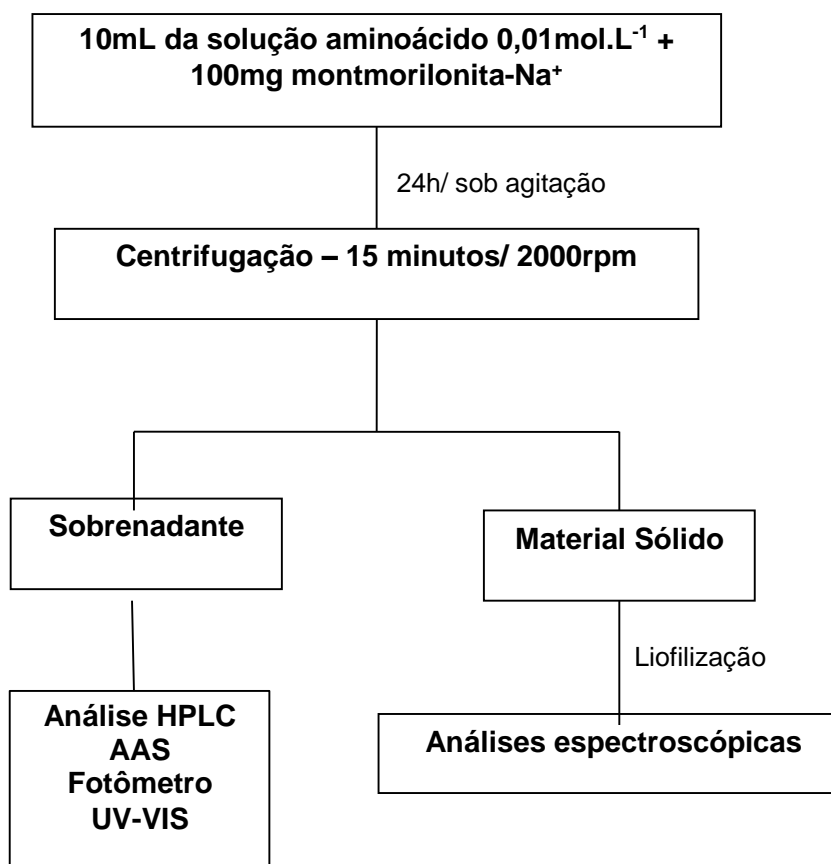 10mL da solução aminoácido 0,01mol.L⁻¹ +
100mg montmorilonita-Na⁺
24h/ sob agitação
Centrifugação – 15 minutos/ 2000rpm
Sobrenadante
Material Sólido
Liofilização
Análise HPLC
AAS
Fotômetro
UV-VIS
Análises espectroscópicas